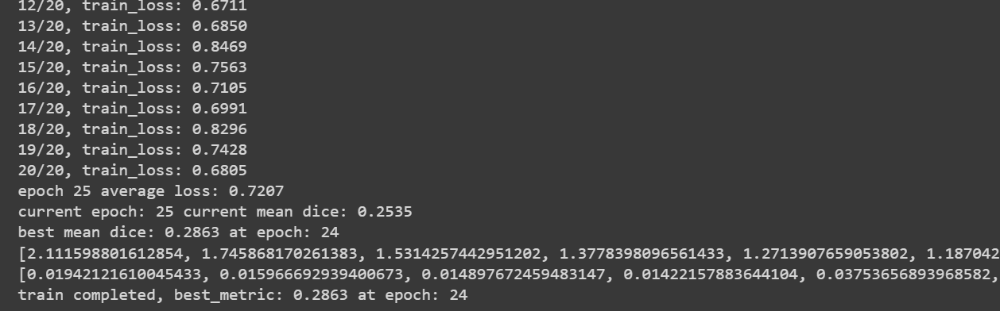 12/20, train_loss: 0.6711
13/20, train_loss: 0.6850
14/20, train_loss: 0.8469
15/20, train_loss: 0.7563
16/20, train_loss: 0.7105
17/20, train_loss: 0.6991
18/20, train_loss: 0.8296
19/20, train_loss: 0.7428
20/20, train_loss: 0.6805
epoch 25 average loss: 0.7207
current epoch: 25 current mean dice: 0.2535
best mean dice: 0.2863 at epoch: 24
[2.111598801612854, 1.745868170261383, 1.5314257442951202, 1.3778398096561433, 1.2713907659053802, 1.187042
[0.01942121610045433, 0.015966692939400673, 0.014897672459483147, 0.01422157883644104, 0.03753656893968582,
train completed, best_metric: 0.2863 at epoch: 24